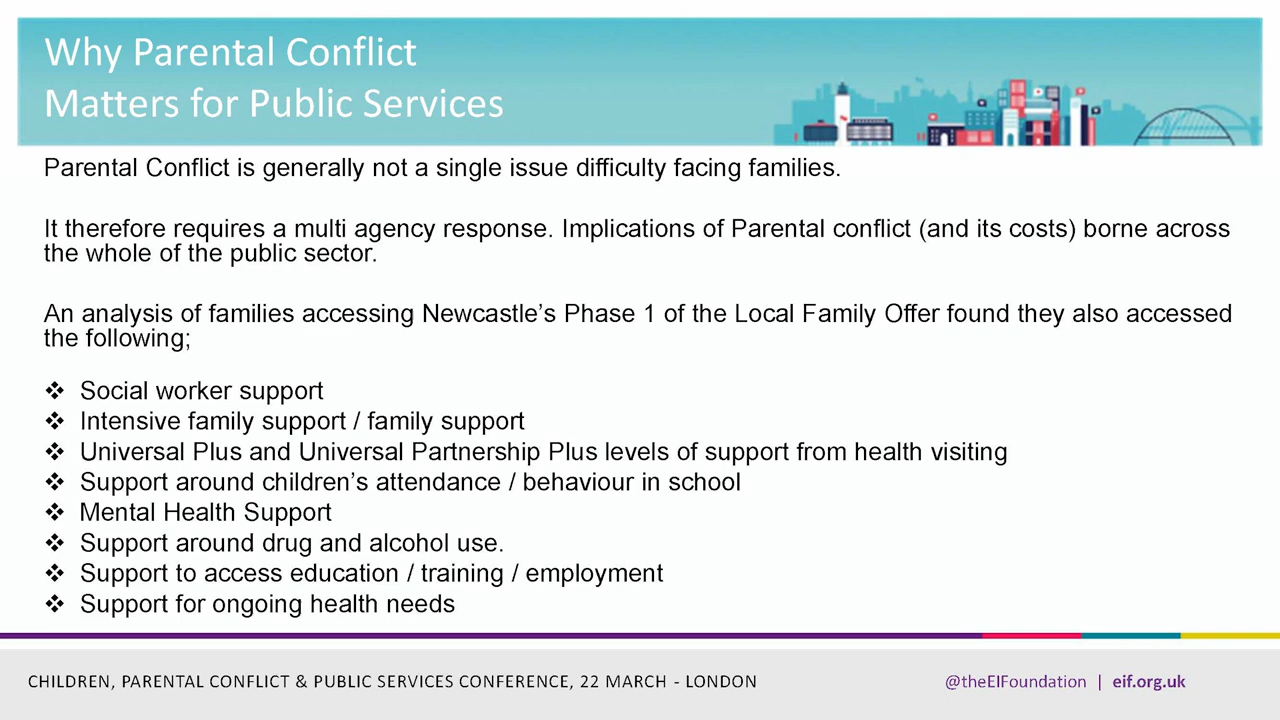 Why Parental Conflict
Matters for Public Services
Parental Conflict is generally not a single issue difficulty facing families.
It therefore requires a multi agency response. Implications of Parental conflict (and its costs) borne across
the whole of the public sector.
An analysis of families accessing Newcastle’s Phase 1 of the Local Family Offer found they also accessed
the following;
❖ Social worker support
❖ Intensive family support / family support
❖ Universal Plus and Universal Partnership Plus levels of support from health visiting
❖ Support around children’s attendance / behaviour in school
❖ Mental Health Support
❖ Support around drug and alcohol use.
❖ Support to access education / training / employment
❖ Support for ongoing health needs
CHILDREN, PARENTAL CONFLICT & PUBLIC SERVICES CONFERENCE, 22 MARCH - LONDON
@theEIFoundation | eif.org.uk